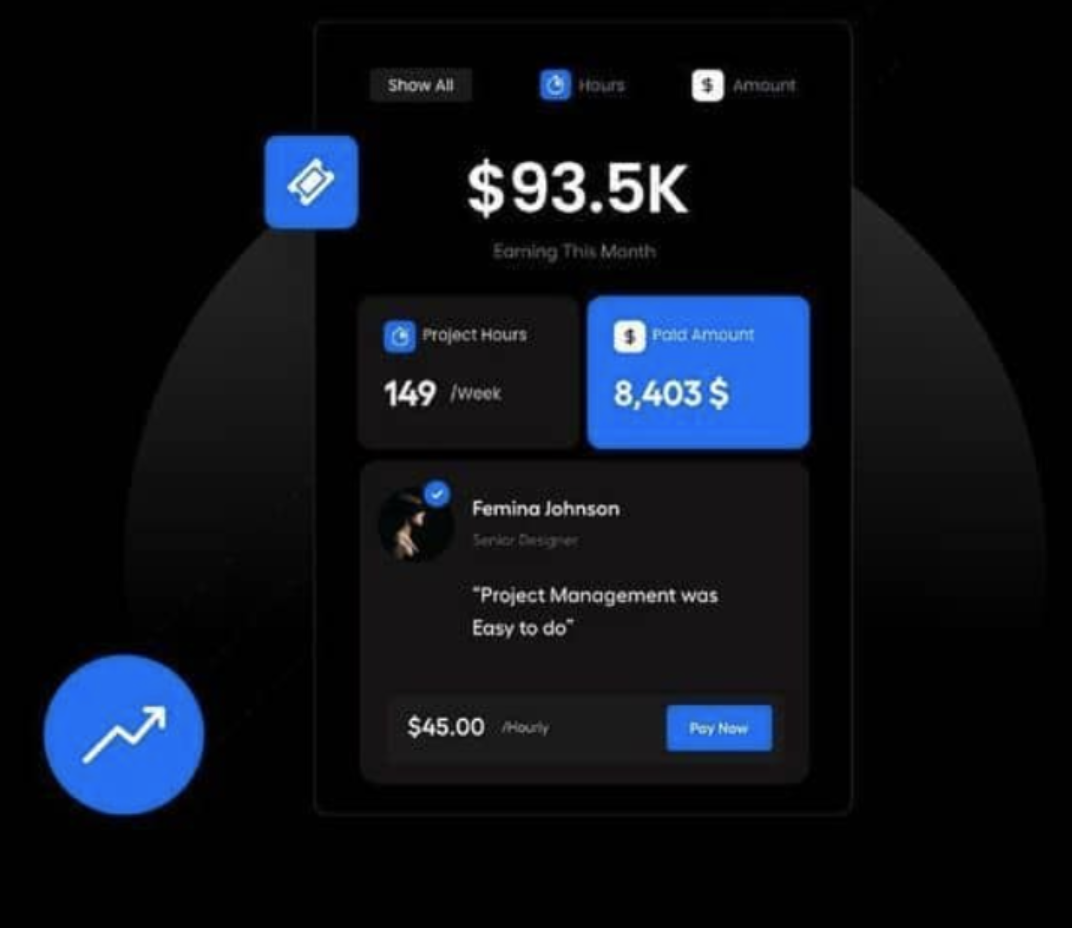 Show All
Hours
$ Amount
$93.5K
Earning This Month
Project Hours
149 /Week
$ Paid Amount
8,403 $
Femina Johnson
Senior Designer
“Project Management was
Easy to do”
$45.00 /Hourly
Pay Now